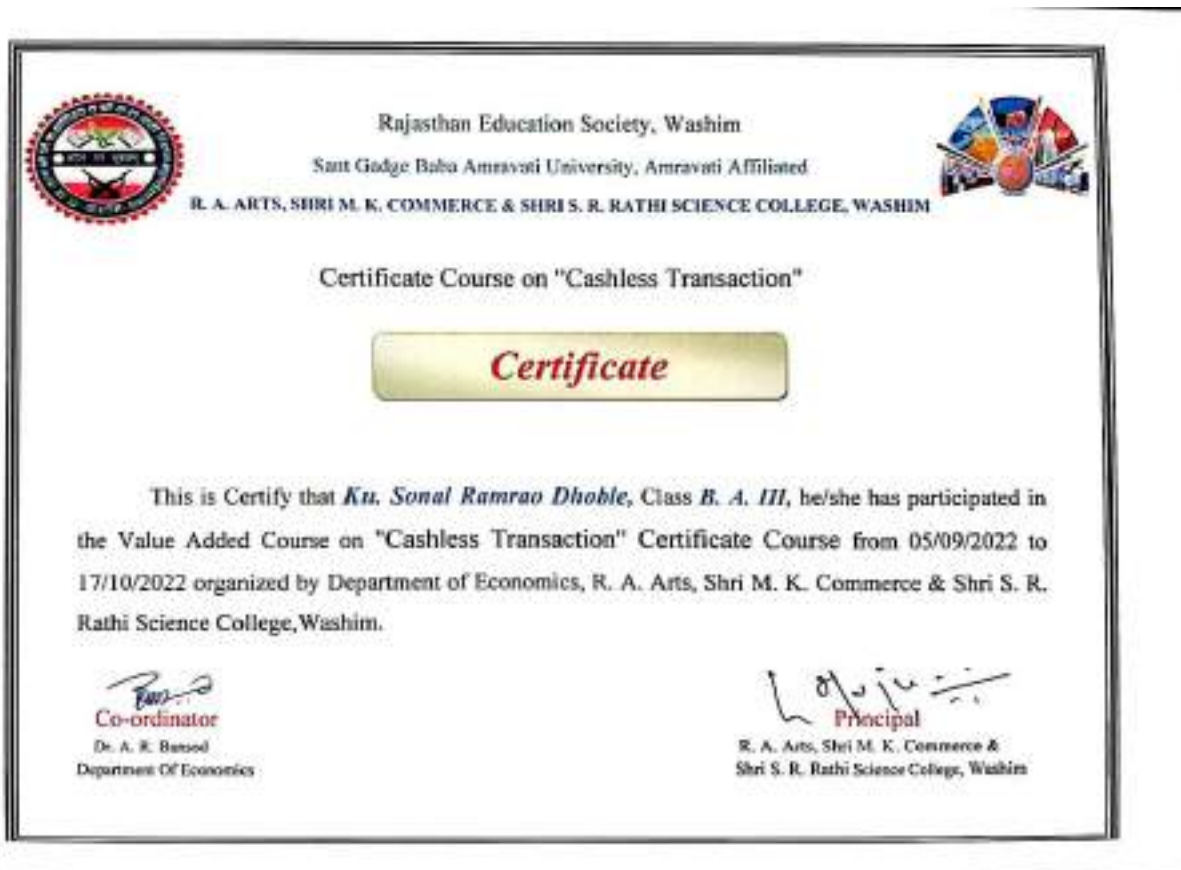 Rajasthan Education Society, Washim
Sant Gadge Baba Amravati University, Amravati Affiliated
R. A. ARTS, SHRI M. K. COMMERCE & SHRI S. R. RATHI SCIENCE COLLEGE, WASHIM
Certificate Course on "Cashless Transaction"
Certificate
This is Certify that Ku. Sonal Ramrao Dhoble, Class B. A. III, he/she has participated in
the Value Added Course on "Cashless Transaction" Certificate Course from 05/09/2022 to
17/10/2022 organized by Department of Economics, R. A. Arts, Shri M. K. Commerce & Shri S. R.
Rathi Science College,Washim.
Co-ordinator
Dr. A. R. Bansod
Department Of Economics
Principal
R. A. Arts, Shri M. K. Commerce &
Shri S. R. Rathi Science College, Washim